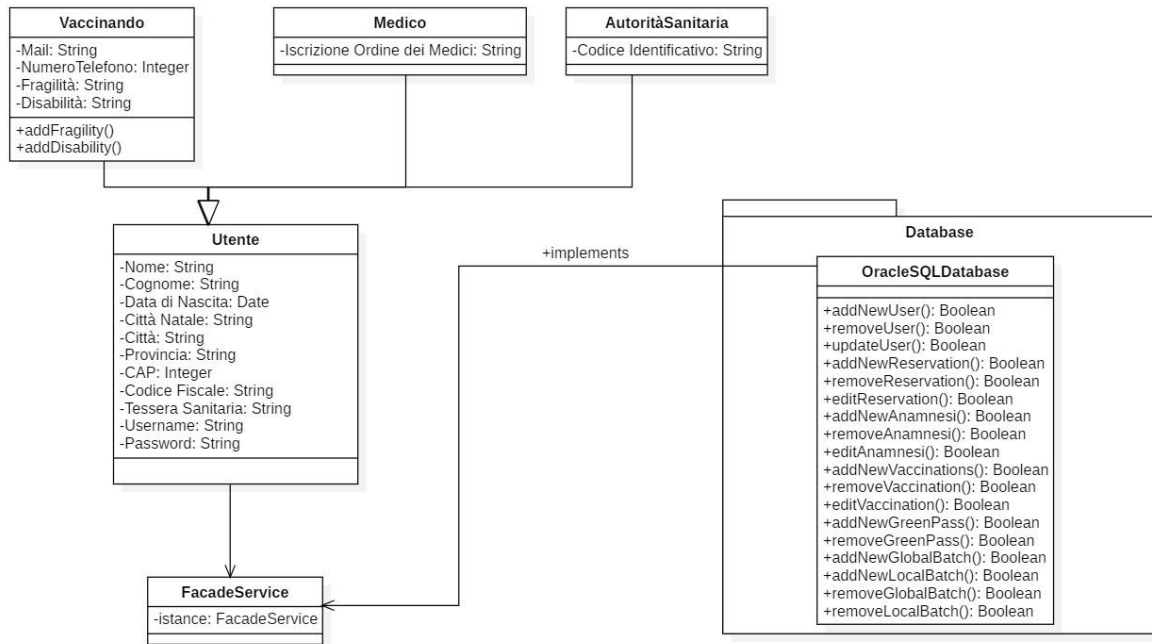 Vaccinando
-Mail: String
-NumeroTelefono: Integer
-Fragilità: String
-Disabilità: String
+addFragility()
+addDisability()
Medico
-Iscrizione Ordine dei Medici: String
AutoritàSanitaria
-Codice Identificativo: String
Utente
-Nome: String
-Cognome: String
-Data di Nascita: Date
-Città Natale: String
-Città: String
-Provincia: String
-CAP: Integer
-Codice Fiscale: String
-Tessera Sanitaria: String
-Username: String
-Password: String
+implements
Database
OracleSQLDatabase
+addNewUser(): Boolean
+removeUser(): Boolean
+updateUser(): Boolean
+addNewReservation(): Boolean
+removeReservation(): Boolean
+editReservation(): Boolean
+addNewAnamnesi(): Boolean
+removeAnamnesi(): Boolean
+editAnamnesi(): Boolean
+addNewVaccinations(): Boolean
+removeVaccination(): Boolean
+editVaccination(): Boolean
+addNewGreenPass(): Boolean
+removeGreenPass(): Boolean
+addNewGlobalBatch(): Boolean
+addNewLocalBatch(): Boolean
+removeGlobalBatch(): Boolean
+removeLocalBatch(): Boolean
FacadeService
-istance: FacadeService